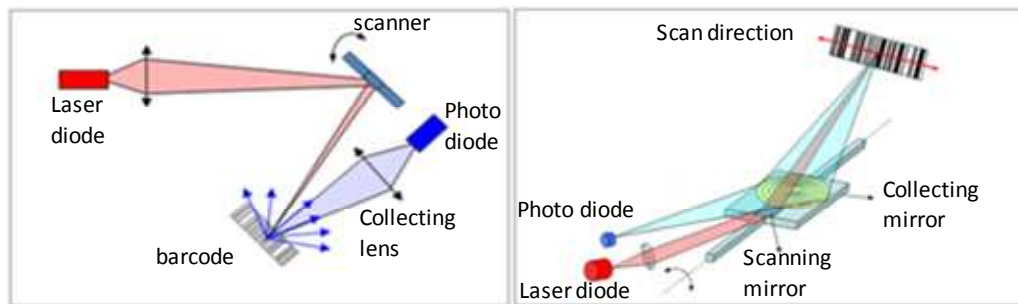 scanner
Laser
diode
Photo
diode
Collecting
lens
barcode
Scan direction
Photo diode
Collecting
mirror
Scanning
mirror
Laser diode